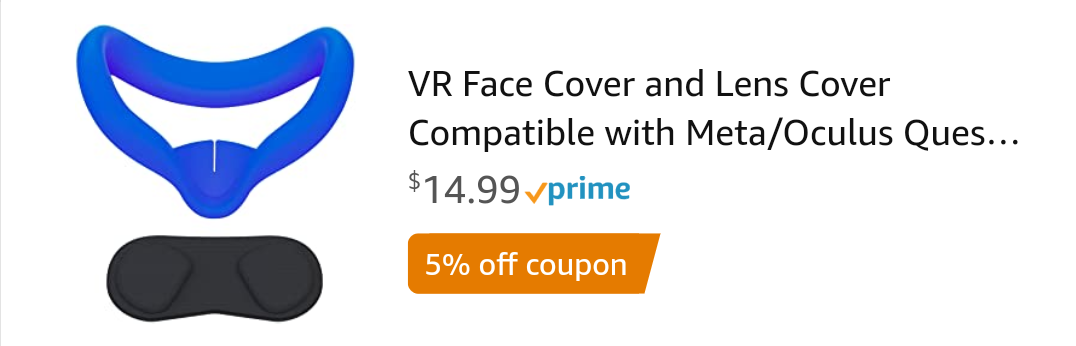 VR Face Cover and Lens Cover
Compatible with Meta/Oculus Ques...
$14.99 prime
5% off coupon